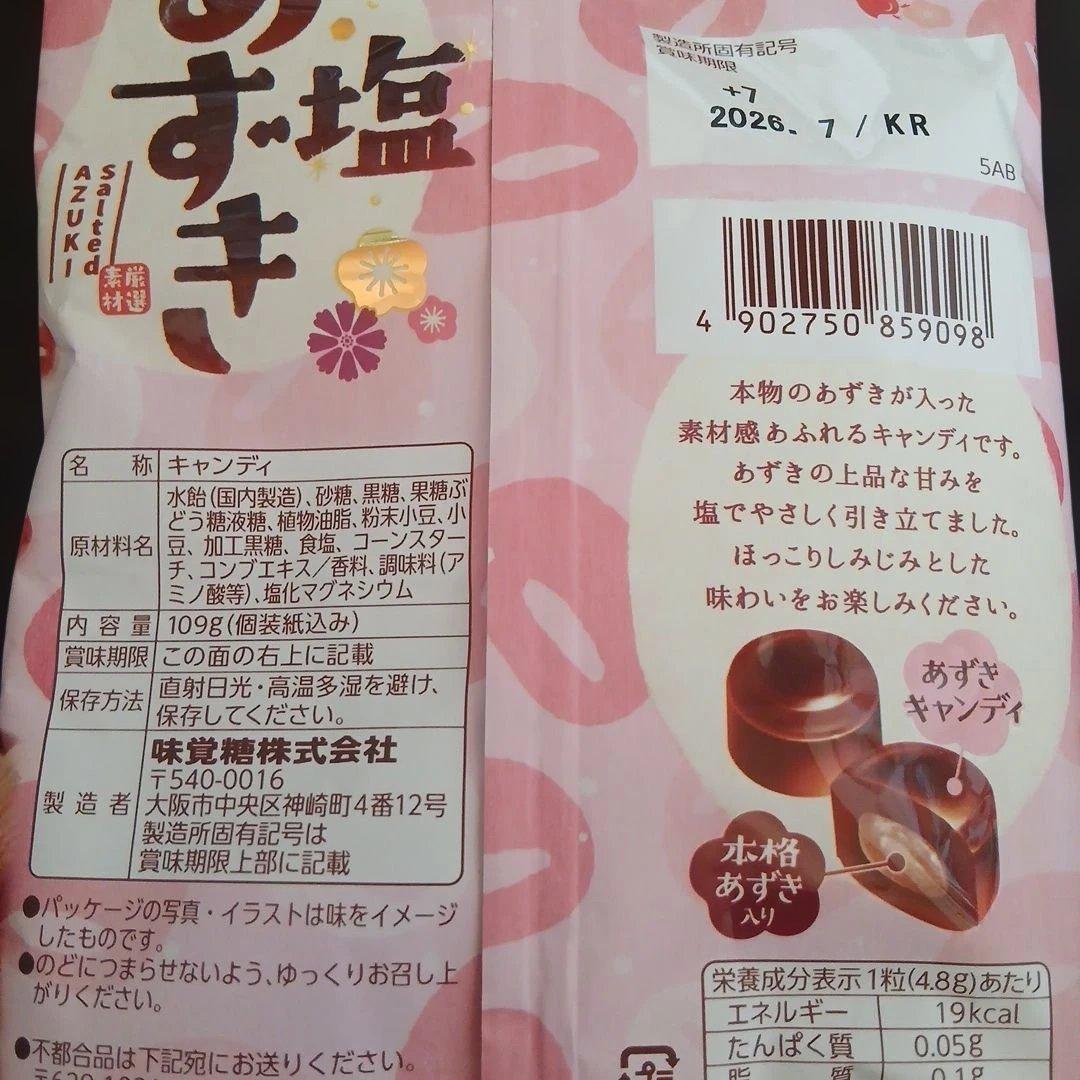 塩
あずき
Salted
AZUKI
厳選
素材
製造所固有記号
賞味期限
+7
2026. 7 / KR
5AB
4 902750 859098
本物のあずきが入った
素材感あふれるキャンディです。
あずきの上品な甘みを
塩でやさしく引き立てました。
ほっこりしみじみとした
味わいをお楽しみください。
あずき
キャンディ
本格
あずき
入り
名称 キャンディ
原材料名 水飴(国内製造)、砂糖、黒糖、果糖ぶ
どう糖液糖、植物油脂、粉末小豆、小
豆、加工黒糖、食塩、コーンスター
チ、コンブエキス/香料、調味料(ア
ミノ酸等)、塩化マグネシウム
内容量 109g(個装紙込み)
賞味期限 この面の右上に記載
保存方法 直射日光・高温多湿を避け、
保存してください。
製造者 味覚糖株式会社
〒540-0016
大阪市中央区神崎町4番12号
製造所固有記号は
賞味期限上部に記載
●パッケージの写真・イラストは味をイメージ
したものです。
●のどにつまらせないよう、ゆっくりお召し上
がりください。
●不都合品は下記宛にお送りください。
栄養成分表示 1粒(4.8g)あたり
エネルギー 19kcal
たんぱく質 0.05g
脂質 0.1g